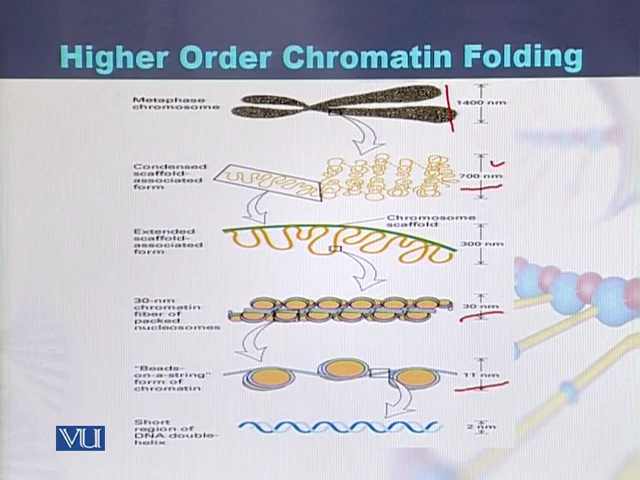 Higher Order Chromatin Folding
Metaphase
chromosome
1400 nm
Condensed
scaffold-
associated
form
700 nm
Chromosome
scaffold
Extended
scaffold-
associated
form
300 nm
30-nm
chromatin
fiber of
packed
nucleosomes
30 nm
"Beads-
on-a-string"
form of
chromatin
11 nm
Short
region of
DNA double-
helix
2 nm
VU